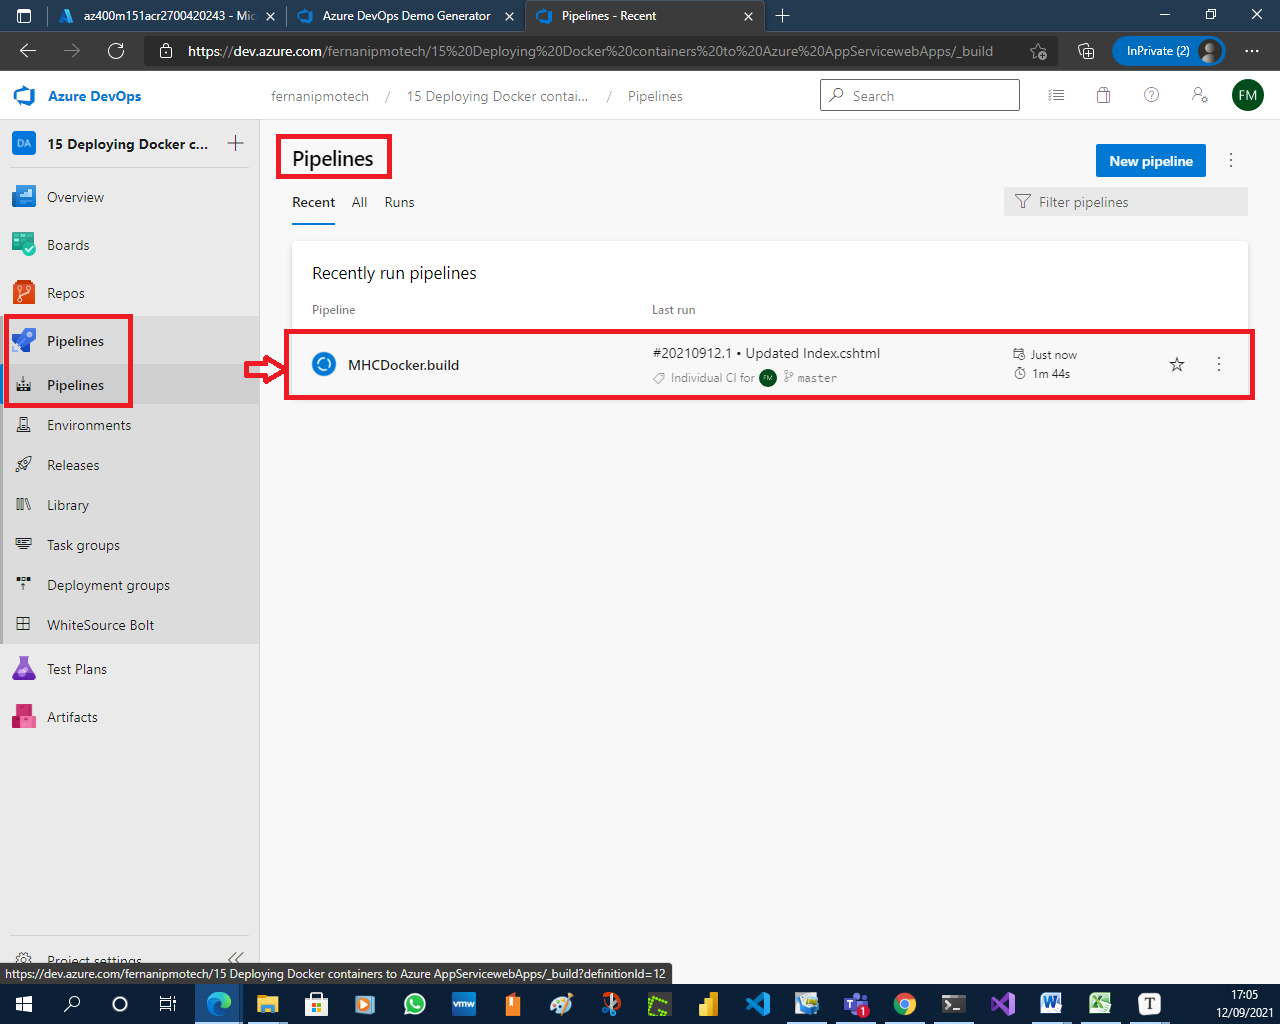 az400m151acr2700420243 - Mic
Azure DevOps Demo Generator
Pipelines - Recent
https://dev.azure.com/fernanipmotech/15%20Deploying%20Docker%20containers%20to%20Azure%20AppServicewebApps/_build
InPrivate (2)
Azure DevOps
fernanipmotech / 15 Deploying Docker contai... / Pipelines
Search
FM
DA
15 Deploying Docker c...
Overview
Boards
Repos
Pipelines
Pipelines
Environments
Releases
Library
Task groups
Deployment groups
WhiteSource Bolt
Test Plans
Artifacts
Project settings
Pipelines
New pipeline
Recent All Runs
Filter pipelines
Recently run pipelines
Pipeline Last run
MHCDocker.build
#20210912.1 • Updated Index.cshtml
Individual CI for FM master
Just now
1m 44s
https://dev.azure.com/fernanipmotech/15 Deploying Docker containers to Azure AppServicewebApps/_build?definitionId=12
vmw
1
T
17:05
12/09/2021